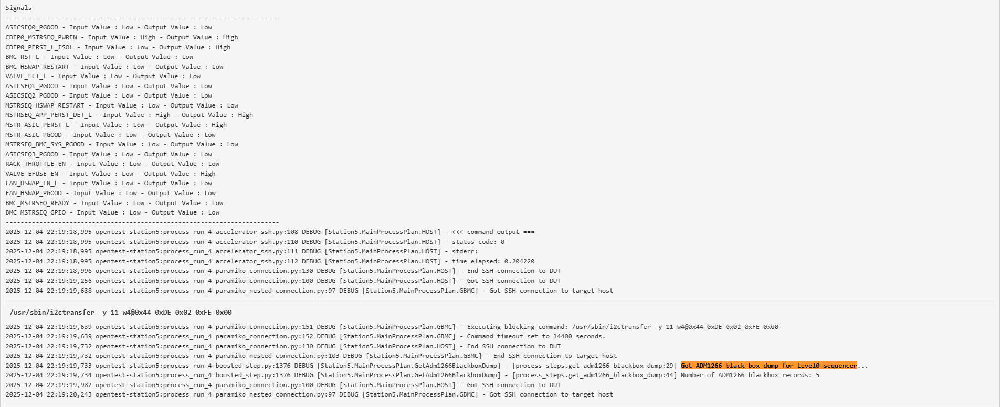 Signals
-------------------------------------------------------------------------
ASICSEQ0_PGOOD - Input Value : Low - Output Value : Low
CDFP0_MSTRSEQ_PWREN - Input Value : High - Output Value : High
CDFP0_PERST_L_ISOL - Input Value : Low - Output Value : High
BMC_RST_L - Input Value : Low - Output Value : Low
BMC_HSWAP_RESTART - Input Value : Low - Output Value : Low
VALVE_FLT_L - Input Value : Low - Output Value : Low
ASICSEQ1_PGOOD - Input Value : Low - Output Value : Low
ASICSEQ2_PGOOD - Input Value : Low - Output Value : Low
MSTRSEQ_HSWAP_RESTART - Input Value : Low - Output Value : Low
MSTRSEQ_APP_PERST_DET_L - Input Value : High - Output Value : High
MSTR_ASIC_PERST_L - Input Value : Low - Output Value : High
MSTR_ASIC_PGOOD - Input Value : Low - Output Value : Low
MSTRSEQ_BMC_SYS_PGOOD - Input Value : Low - Output Value : Low
ASICSEQ3_PGOOD - Input Value : Low - Output Value : Low
RACK_THROTTLE_EN - Input Value : Low - Output Value : Low
VALVE_EFUSE_EN - Input Value : Low - Output Value : High
FAN_HSWAP_EN_L - Input Value : Low - Output Value : Low
FAN_HSWAP_PGOOD - Input Value : Low - Output Value : Low
BMC_MSTRSEQ_READY - Input Value : Low - Output Value : Low
BMC_MSTRSEQ_GPIO - Input Value : Low - Output Value : Low
-------------------------------------------------------------------------
2025-12-04 22:19:18,995 opentest-station5:process_run_4 accelerator_ssh.py:108 DEBUG [Station5.MainProcessPlan.HOST] - <<< command output ===
2025-12-04 22:19:18,995 opentest-station5:process_run_4 accelerator_ssh.py:110 DEBUG [Station5.MainProcessPlan.HOST] - status code: 0
2025-12-04 22:19:18,995 opentest-station5:process_run_4 accelerator_ssh.py:111 DEBUG [Station5.MainProcessPlan.HOST] - stderr:
2025-12-04 22:19:18,995 opentest-station5:process_run_4 accelerator_ssh.py:112 DEBUG [Station5.MainProcessPlan.HOST] - time elapsed: 0.204220
2025-12-04 22:19:18,996 opentest-station5:process_run_4 paramiko_connection.py:130 DEBUG [Station5.MainProcessPlan.HOST] - End SSH connection to DUT
2025-12-04 22:19:19,256 opentest-station5:process_run_4 paramiko_connection.py:100 DEBUG [Station5.MainProcessPlan.HOST] - Got SSH connection to DUT
2025-12-04 22:19:19,638 opentest-station5:process_run_4 paramiko_nested_connection.py:97 DEBUG [Station5.MainProcessPlan.GBMC] - Got SSH connection to target host
/usr/sbin/i2ctransfer -y 11 w4@0x44 0xDE 0x02 0xFE 0x00
2025-12-04 22:19:19,639 opentest-station5:process_run_4 paramiko_connection.py:151 DEBUG [Station5.MainProcessPlan.GBMC] - Executing blocking command: /usr/sbin/i2ctransfer -y 11 w4@0x44 0xDE 0x02 0xFE 0x00
2025-12-04 22:19:19,639 opentest-station5:process_run_4 paramiko_connection.py:152 DEBUG [Station5.MainProcessPlan.GBMC] - Command timeout set to 14400 seconds.
2025-12-04 22:19:19,732 opentest-station5:process_run_4 paramiko_connection.py:130 DEBUG [Station5.MainProcessPlan.HOST] - End SSH connection to DUT
2025-12-04 22:19:19,732 opentest-station5:process_run_4 paramiko_nested_connection.py:103 DEBUG [Station5.MainProcessPlan.GBMC] - End SSH connection to target host
2025-12-04 22:19:19,733 opentest-station5:process_run_4 boosted_step.py:1376 DEBUG [Station5.MainProcessPlan.GetAdm1266BlackboxDump] - [process_steps.get_adm1266_blackbox_dump:29] Got ADM1266 black box dump for level0-sequencer...
2025-12-04 22:19:19,734 opentest-station5:process_run_4 boosted_step.py:1376 DEBUG [Station5.MainProcessPlan.GetAdm1266BlackboxDump] - [process_steps.get_adm1266_blackbox_dump:44] Number of ADM1266 blackbox records: 5
2025-12-04 22:19:19,982 opentest-station5:process_run_4 paramiko_connection.py:100 DEBUG [Station5.MainProcessPlan.HOST] - Got SSH connection to DUT
2025-12-04 22:19:20,243 opentest-station5:process_run_4 paramiko_nested_connection.py:97 DEBUG [Station5.MainProcessPlan.GBMC] - Got SSH connection to target host